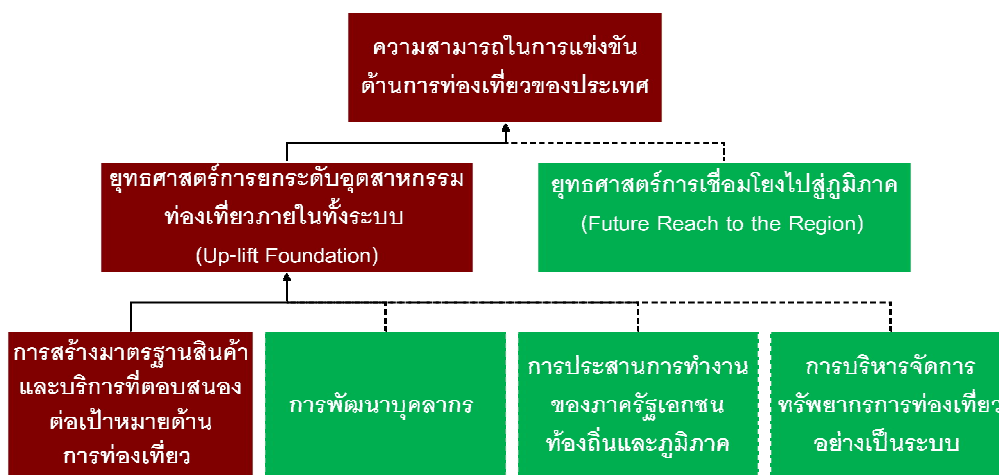 ความสามารถในการแข่งขัน
ด้านการท่องเที่ยวของประเทศ
ยุทธศาสตร์การยกระดับอุตสาหกรรม
ท่องเที่ยวภายในทั้งระบบ
(Up-lift Foundation)
ยุทธศาสตร์การเชื่อมโยงไปสู่ภูมิภาค
(Future Reach to the Region)
การสร้างมาตรฐานสินค้า
และบริการที่ตอบสนอง
ต่อเป้าหมายด้าน
การท่องเที่ยว
การพัฒนาบุคลากร
การประสานการทำงาน
ของภาครัฐเอกชน
ท้องถิ่นและภูมิภาค
การบริหารจัดการ
ทรัพยากรการท่องเที่ยว
อย่างเป็นระบบ